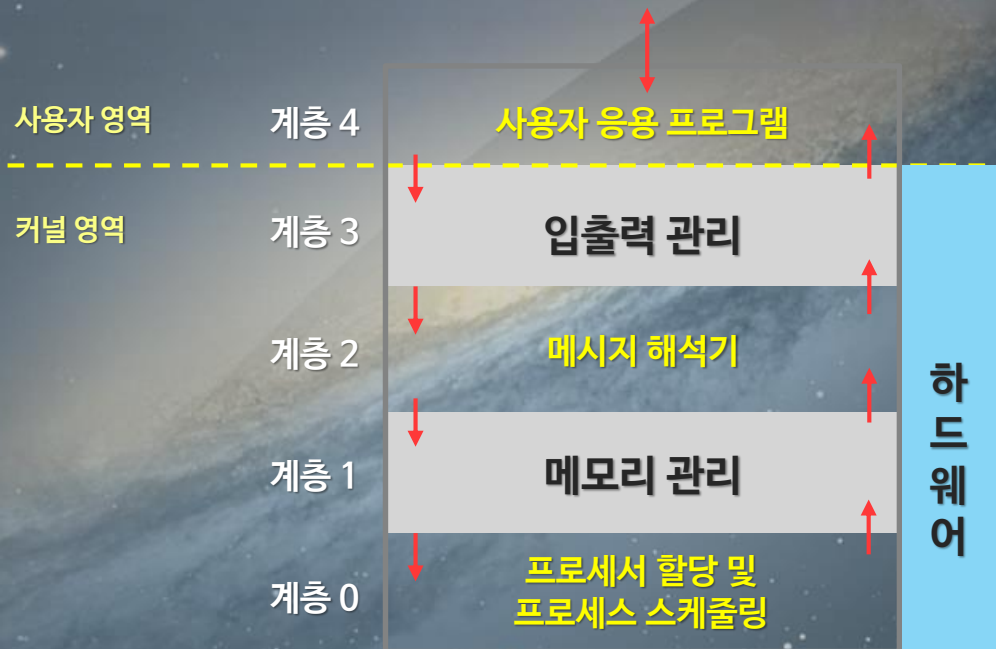 사용자 영역
계층 4
사용자 응용 프로그램
커널 영역
계층 3
입출력 관리
계층 2
메시지 해석기
계층 1
메모리 관리
계층 0
프로세서 할당 및
프로세스 스케줄링
하드웨어